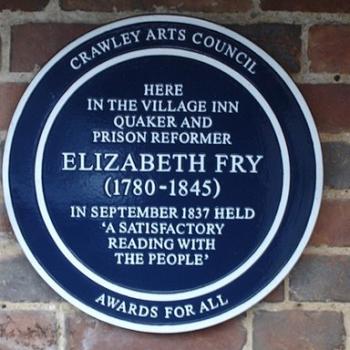 CRAWLEY ARTS COUNCIL
HERE
IN THE VILLAGE INN
QUAKER AND
PRISON REFORMER
ELIZABETH FRY
(1780-1845)
IN SEPTEMBER 1837 HELD
'A SATISFACTORY
READING WITH
THE PEOPLE'
AWARDS FOR ALL